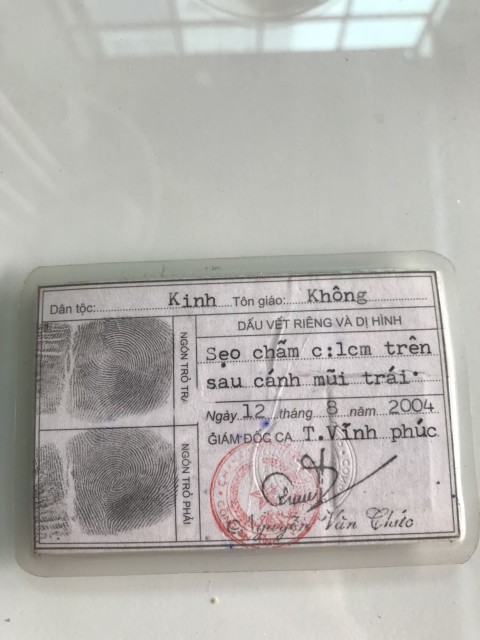 Dân tộc: Kinh Tôn giáo: Không
DẤU VẾT RIÊNG VÀ DỊ HÌNH
NGÓN TRỎ TRÁI
Sẹo chấm c:1cm trên
sau cánh mũi trái.
Ngày 12 tháng 8 năm 2004
GIÁM ĐỐC CA T.Vĩnh phúc
NGÓN TRỎ PHẢI
Nguyễn Văn Chức